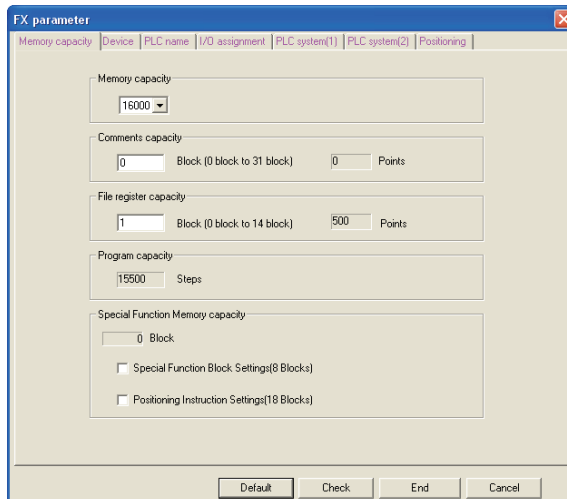 FX parameter
Memory capacity Device PLC name I/O assignment PLC system(1) PLC system(2) Positioning
Memory capacity
16000
Comments capacity
0 Block (0 block to 31 block) 0 Points
File register capacity
1 Block (0 block to 14 block) 500 Points
Program capacity
15500 Steps
Special Function Memory capacity
0 Block
Special Function Block Settings(8 Blocks)
Positioning Instruction Settings(18 Blocks)
Default Check End Cancel